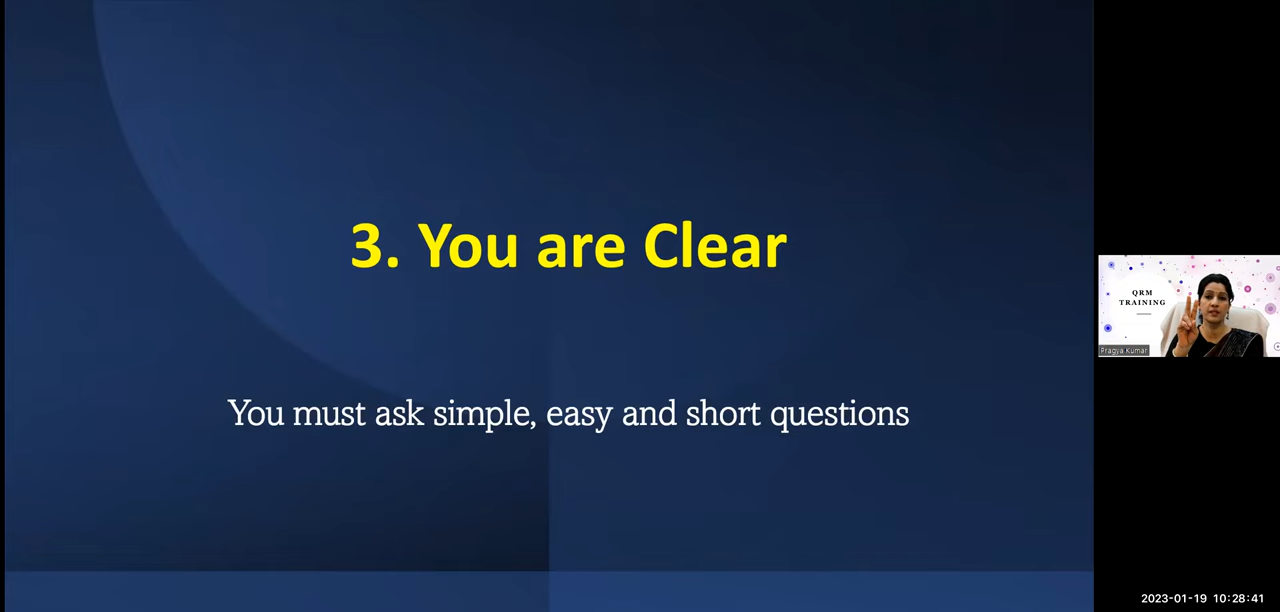 3. You are Clear
You must ask simple, easy and short questions
QRM
TRAINING
Pragya Kumar
2023-01-19 10:28:41